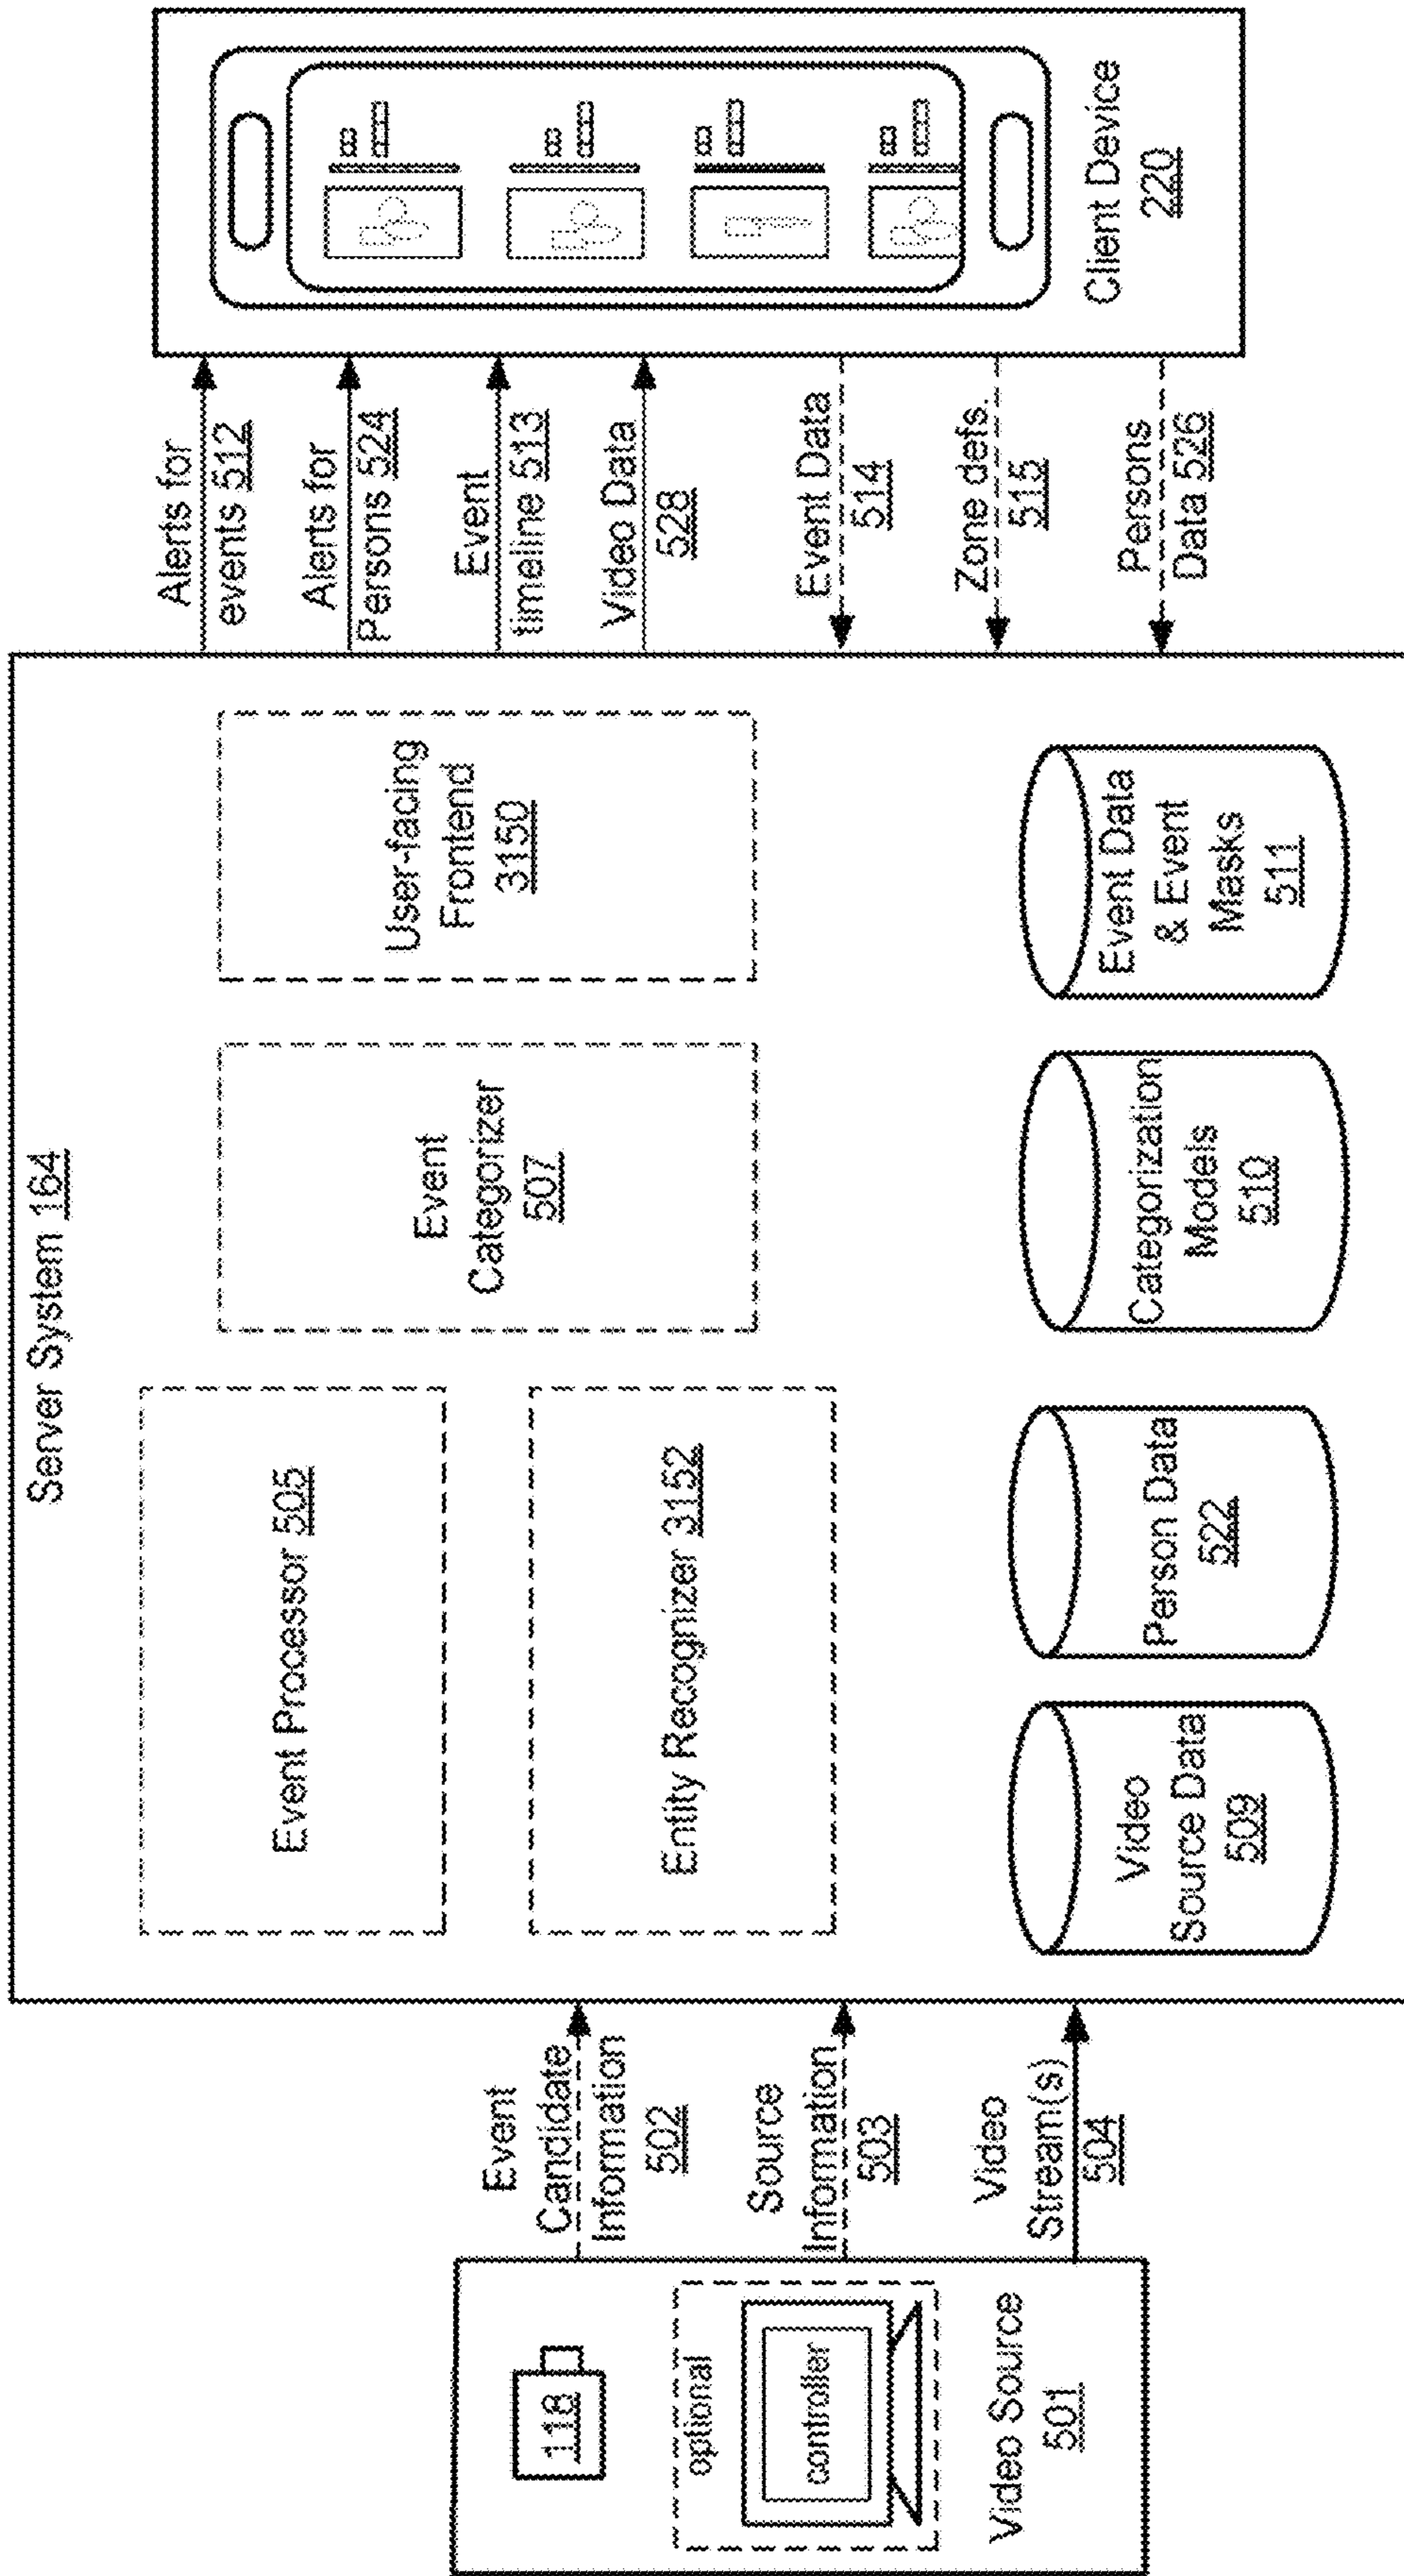 Server System 164
Event Processor 505
Entity Recognizer 3152
Event
Categorizer
507
User-facing
Frontend
3150
Video
Source Data
509
Person Data
522
Categorization
Models
510
Event Data
& Event
Masks
511
Event
Candidate
Information
502
Source
Information
503
Video
Stream(s)
504
118
optional
controller
Video Source
501
Alerts for
events 512
Alerts for
Persons 524
Event
timeline 513
Video Data
528
Event Data
514
Zone defs.
515
Persons
Data 526
Client Device
220